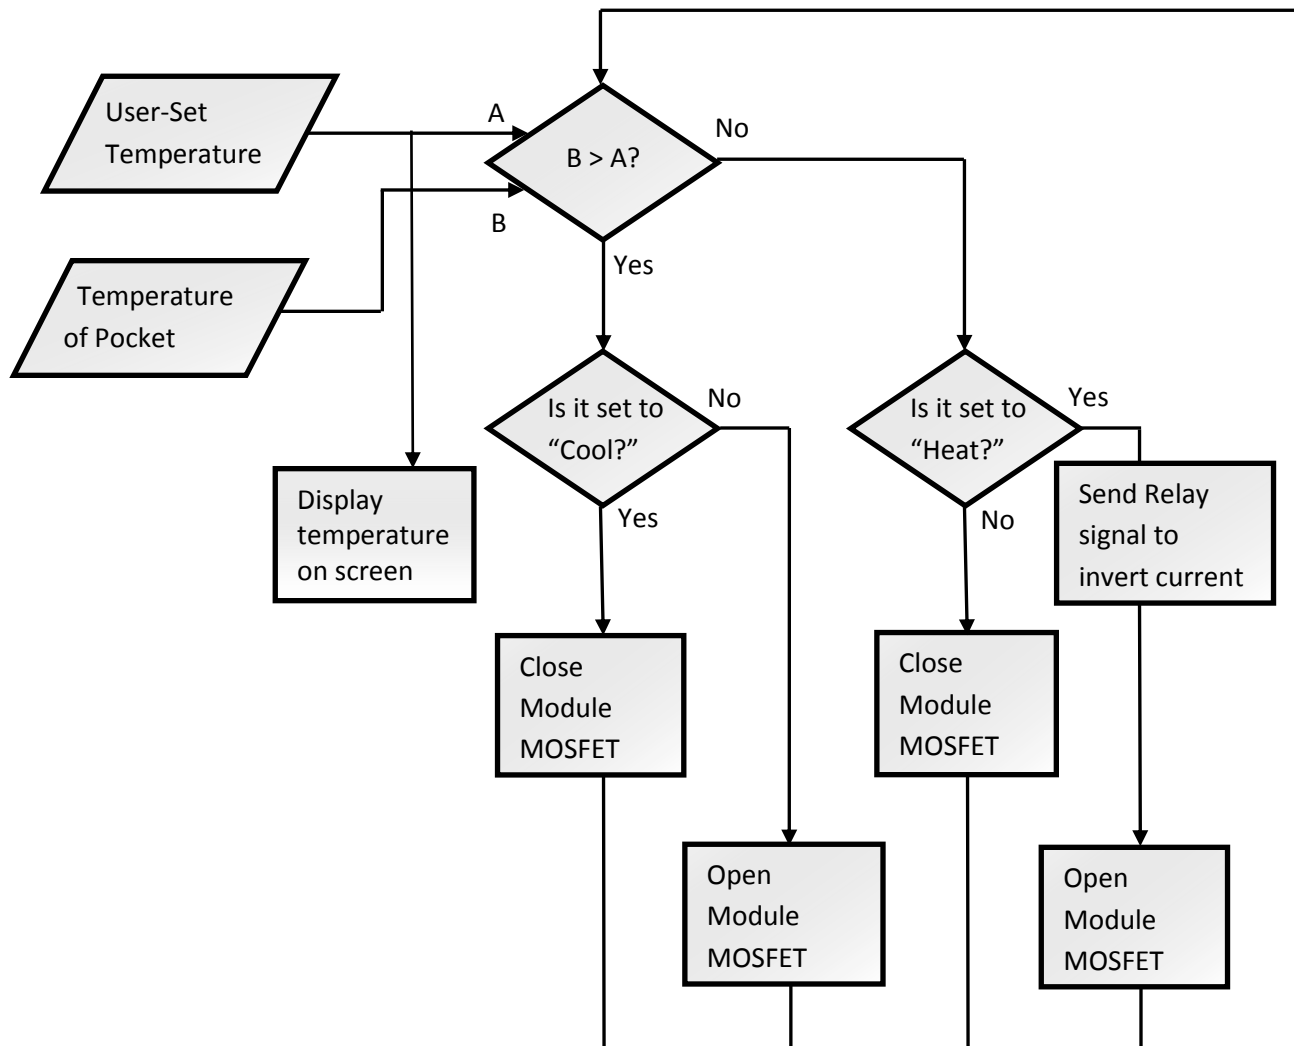 User-Set
Temperature
A
B > A?
No
B
Yes
Temperature
of Pocket
Is it set to
“Cool?”
No
Yes
Is it set to
“Heat?”
Yes
No
Display
temperature
on screen
Send Relay
signal to
invert current
Close
Module
MOSFET
Close
Module
MOSFET
Open
Module
MOSFET
Open
Module
MOSFET